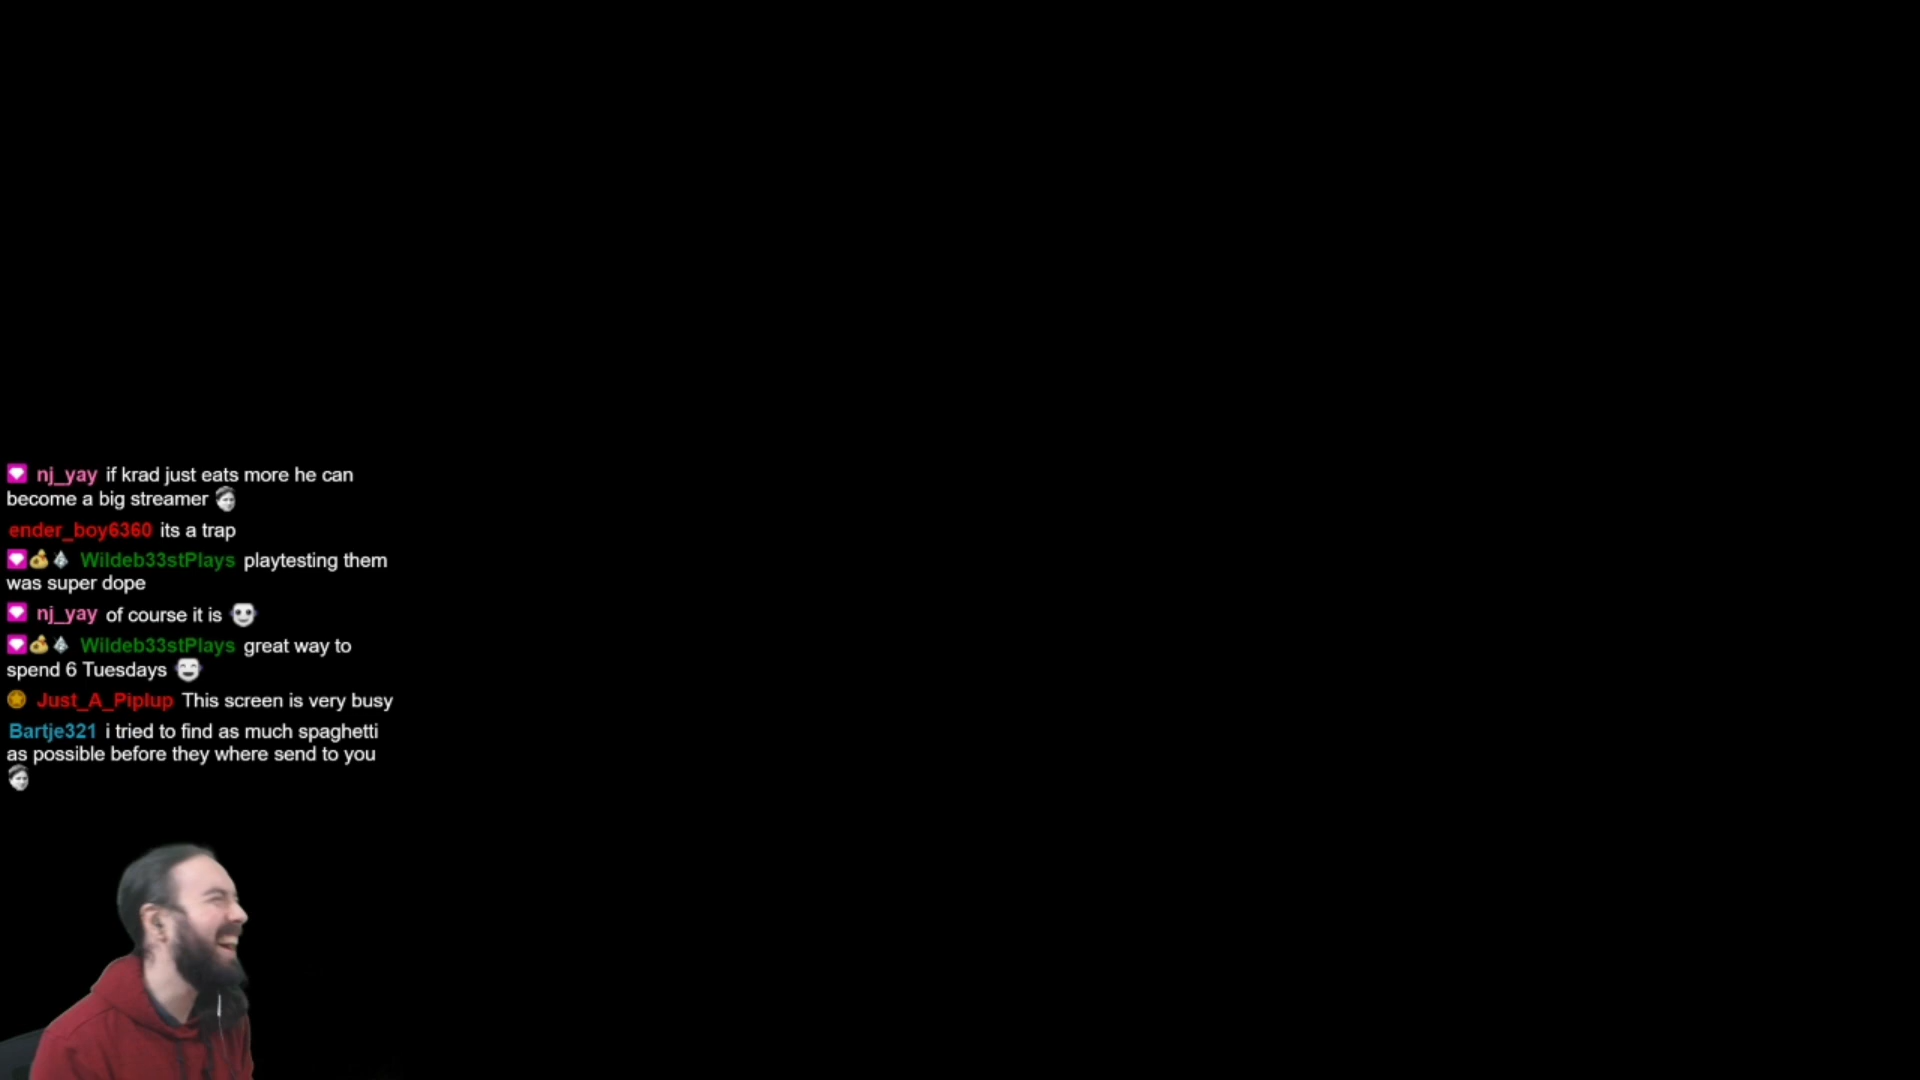 nj_yay if krad just eats more he can
become a big streamer
ender_boy6360 its a trap
Wildeb33stPlays playtesting them
was super dope
nj_yay of course it is
Wildeb33stPlays great way to
spend 6 Tuesdays
Just_A_Piplup This screen is very busy
Bartje321 i tried to find as much spaghetti
as possible before they where send to you